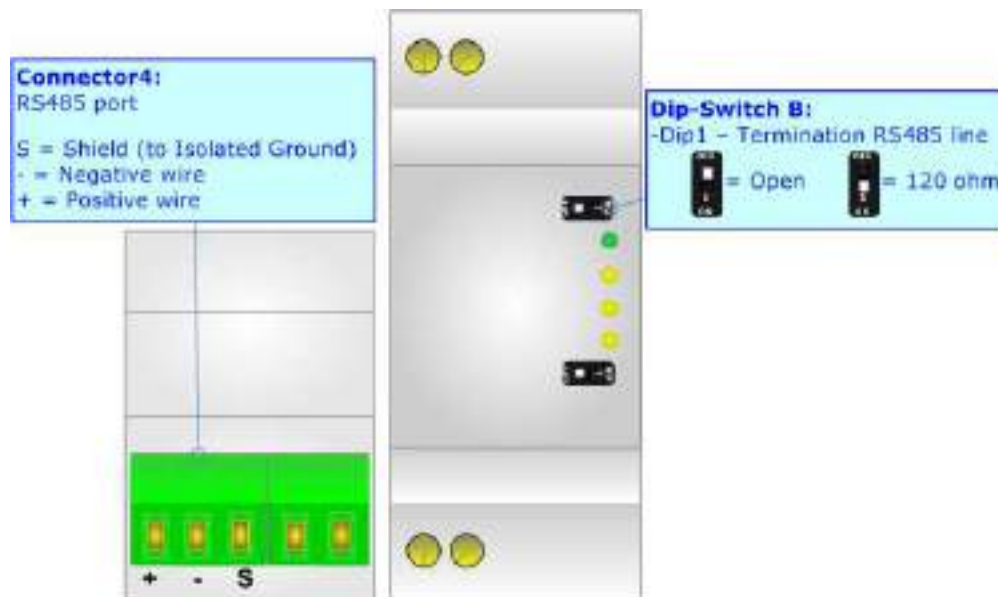 Connector4:
RS485 port
S = Shield (to Isolated Ground)
- = Negative wire
+ = Positive wire
Dip-Switch B:
-Dip1 – Termination RS485 line
= Open
= 120 ohm
+ - S